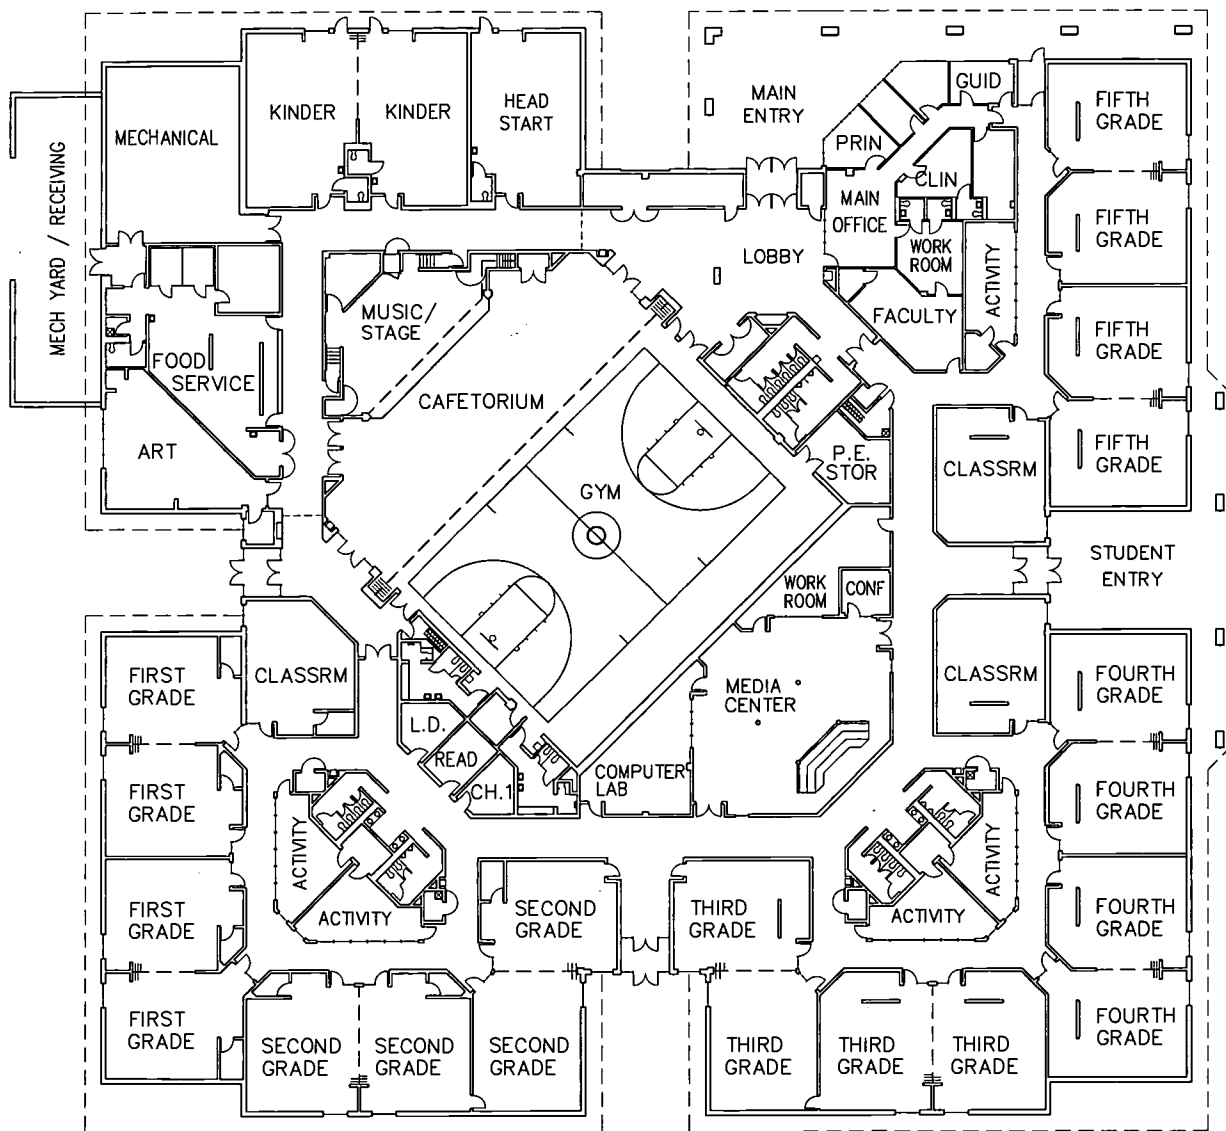 GUID
MAIN
ENTRY
FIFTH
GRADE
HEAD
START
KINDER
KINDER
MECHANICAL
PRIN
CLIN
MECH YARD / RECEIVING
MAIN
OFFICE
FIFTH
GRADE
LOBBY
WORK
ROOM
ACTIVITY
MUSIC/
STAGE
FACULTY
FIFTH
GRADE
FOOD
SERVICE
CAFETORIUM
ART
P.E.
STOR
CLASSRM
FIFTH
GRADE
GYM
STUDENT
ENTRY
WORK
ROOM
CONF
FIRST
GRADE
CLASSRM
L.D.
READ
CH.1
COMPUTER
LAB
MEDIA
CENTER
CLASSRM
FOURTH
GRADE
FIRST
GRADE
FOURTH
GRADE
ACTIVITY
ACTIVITY
ACTIVITY
ACTIVITY
FIRST
GRADE
SECOND
GRADE
THIRD
GRADE
FOURTH
GRADE
FIRST
GRADE
SECOND
GRADE
SECOND
GRADE
SECOND
GRADE
THIRD
GRADE
THIRD
GRADE
THIRD
GRADE
FOURTH
GRADE